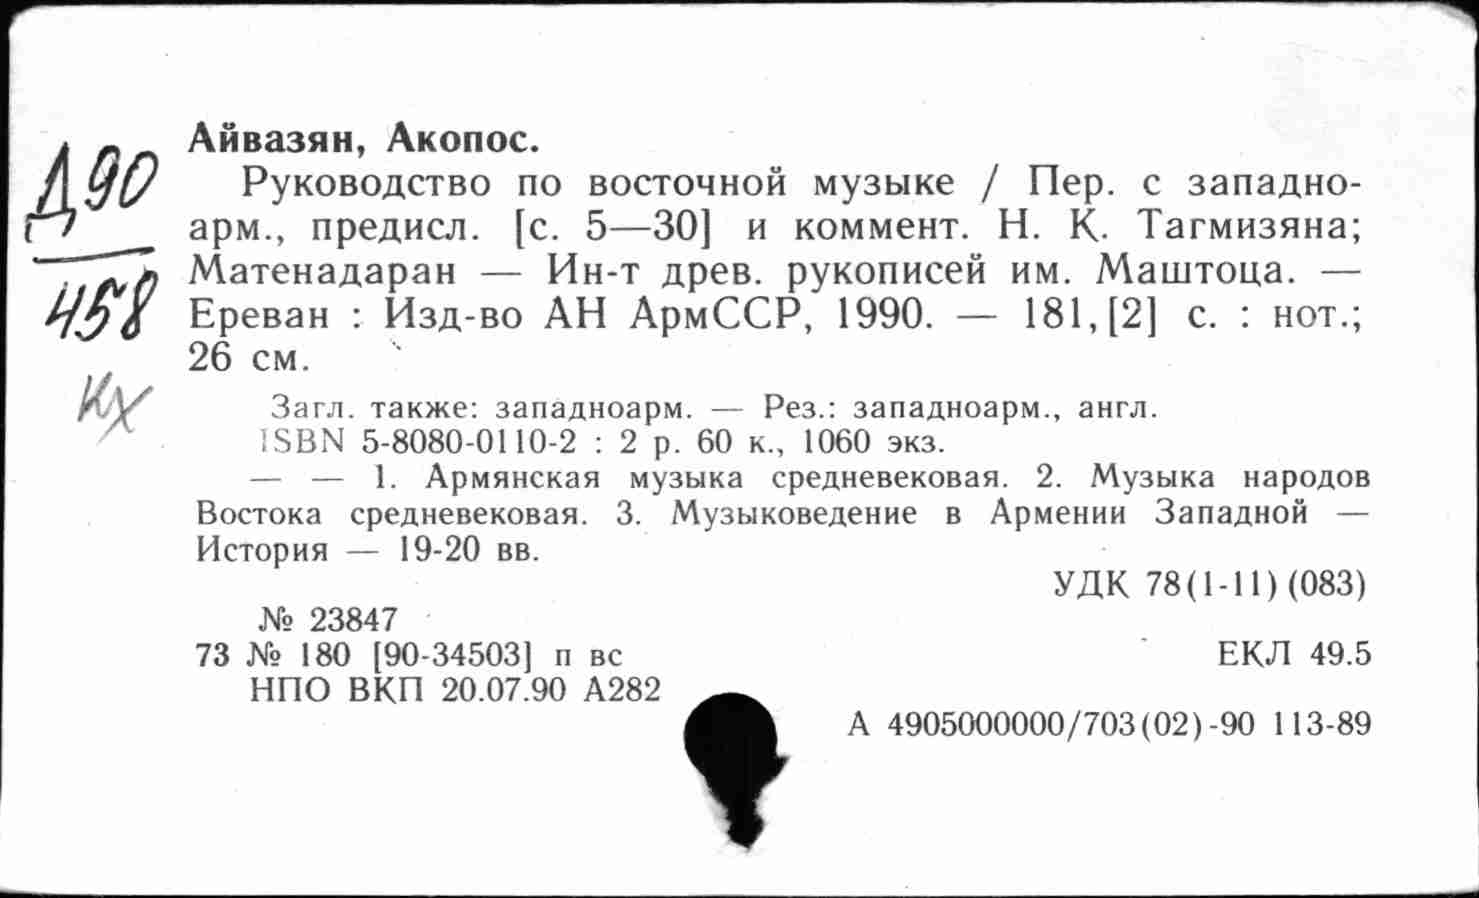 Д90
458
КХ
Айвазян, Акопос.
Руководство по восточной музыке / Пер. с западно-
арм., предисл. [с. 5—30] и коммент. Н. К. Тагмизяна;
Матенадаран — Ин-т древ. рукописей им. Маштоца. —
Ереван : Изд-во АН АрмССР, 1990. — 181,[2] с. : нот.;
26 см.
Загл. также: западноарм. — Рез.: западноарм., англ.
ISBN 5-8080-0110-2 : 2 р. 60 к., 1060 экз.
— — 1. Армянская музыка средневековая. 2. Музыка народов
Востока средневековая. 3. Музыковедение в Армении Западной —
История — 19-20 вв.
УДК 78(1-11)(083)
№ 23847
73 № 180 [90-34503] п вс
ЕКЛ 49.5
НПО ВКП 20.07.90 А282
А 4905000000/703(02)-90 113-89